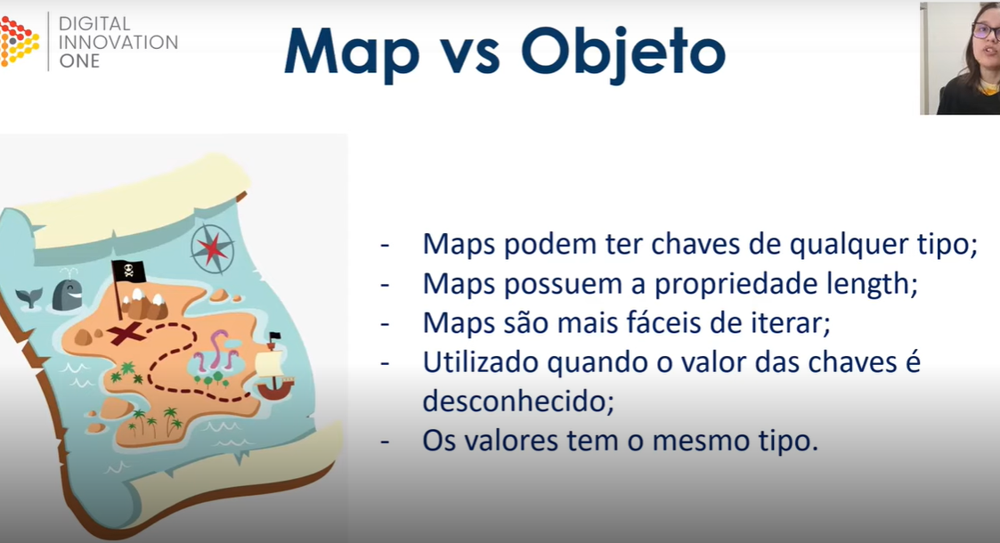 DIGITAL
INNOVATION
ONE
Map vs Objeto
- Maps podem ter chaves de qualquer tipo;
- Maps possuem a propriedade length;
- Maps são mais fáceis de iterar;
- Utilizado quando o valor das chaves é
desconhecido;
- Os valores tem o mesmo tipo.